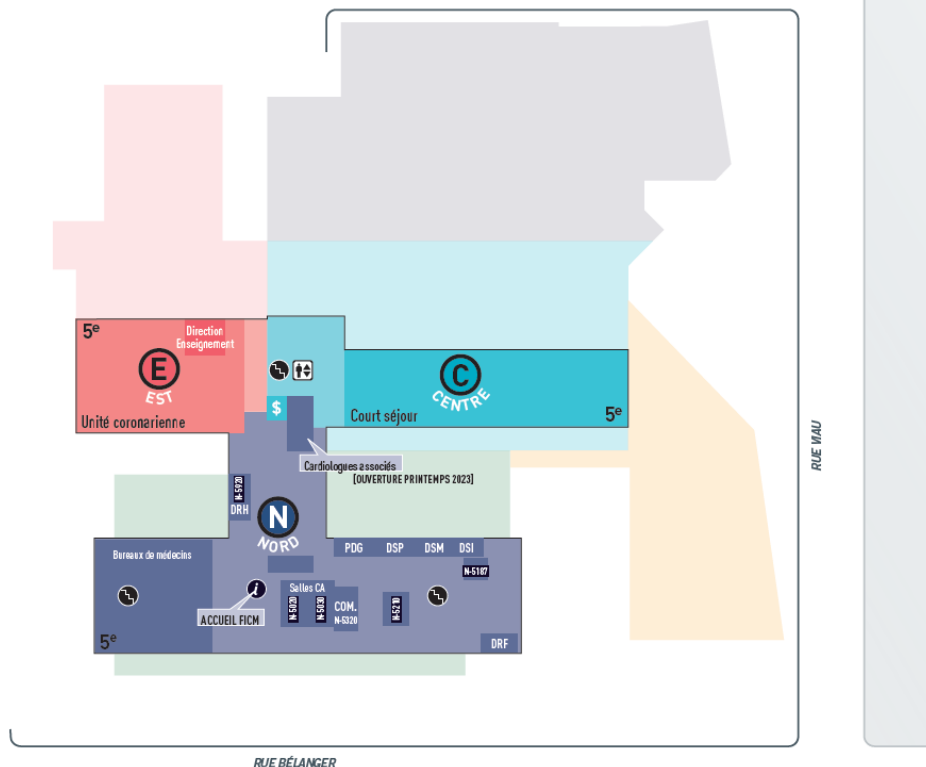 5e
Direction
Enseignement
E
EST
Unité coronarienne
$
C
CENTRE
Court séjour
5e
Cardiologues associés
[OUVERTURE PRINTEMPS 2023]
N-5920
DRH
N
NORD
PDG
DSP
DSM
DSI
N-5187
Bureaux de médecins
i
ACCUEIL FICM
Salles CA
N-5020
N-5030
COM.
N-5320
N-5210
5e
DRF
RUE VIAU
RUE BÉLANGER